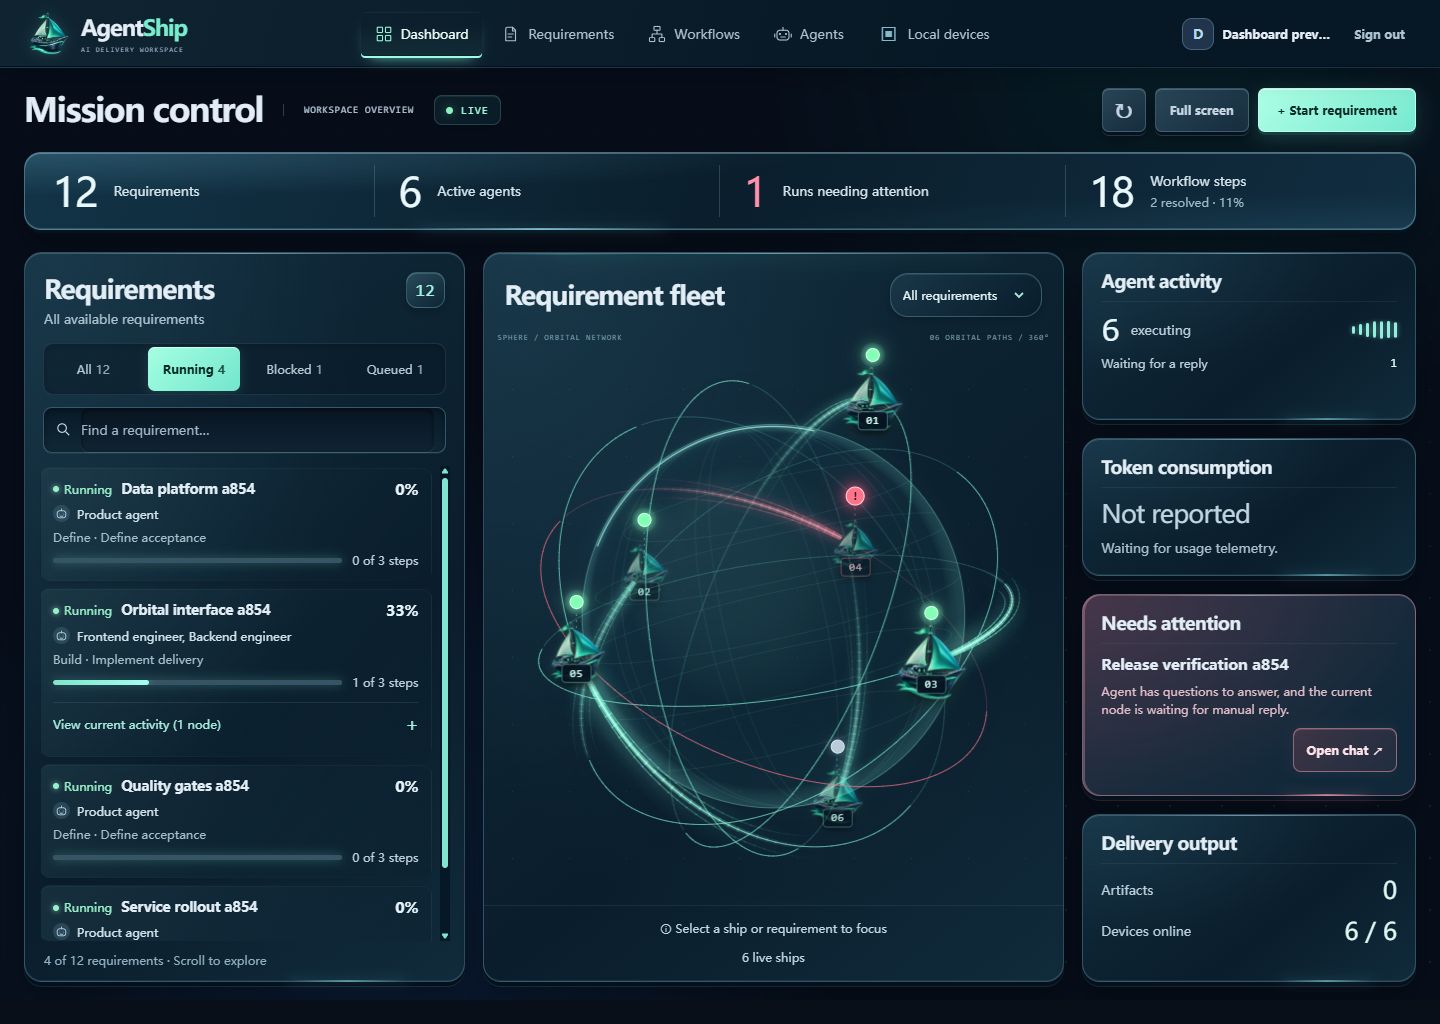 AgentShip
AI DELIVERY WORKSPACE
Dashboard
Requirements
Workflows
Agents
Local devices
D
Dashboard prev...
Sign out
Mission control
WORKSPACE OVERVIEW
LIVE
Full screen
+ Start requirement
12 Requirements
6 Active agents
1 Runs needing attention
18 Workflow steps
2 resolved · 11%
Requirements
12
All available requirements
All 12
Running 4
Blocked 1
Queued 1
Find a requirement...
Running Data platform a854 0%
Product agent
Define · Define acceptance
0 of 3 steps
Running Orbital interface a854 33%
Frontend engineer, Backend engineer
Build · Implement delivery
1 of 3 steps
View current activity (1 node) +
Running Quality gates a854 0%
Product agent
Define · Define acceptance
0 of 3 steps
Running Service rollout a854 0%
Product agent
4 of 12 requirements · Scroll to explore
Requirement fleet
All requirements
SPHERE / ORBITAL NETWORK
06 ORBITAL PATHS / 360°
01
!
04
02
05
03
06
Select a ship or requirement to focus
6 live ships
Agent activity
6 executing
Waiting for a reply 1
Token consumption
Not reported
Waiting for usage telemetry.
Needs attention
Release verification a854
Agent has questions to answer, and the current
node is waiting for manual reply.
Open chat ↗
Delivery output
Artifacts 0
Devices online 6 / 6